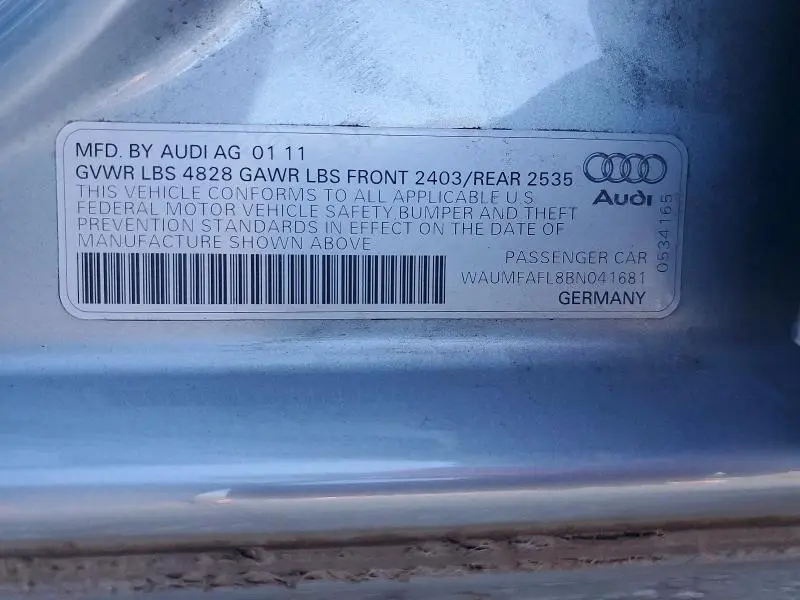 MFD. BY AUDI AG 01 11
GVWR LBS 4828 GAWR LBS FRONT 2403/REAR 2535
THIS VEHICLE CONFORMS TO ALL APPLICABLE U.S
FEDERAL MOTOR VEHICLE SAFETY,BUMPER AND THEFT
PREVENTION STANDARDS IN EFFECT ON THE DATE OF
MANUFACTURE SHOWN ABOVE
Audi
0534165
PASSENGER CAR
WAUMFAFL8BN041681
GERMANY